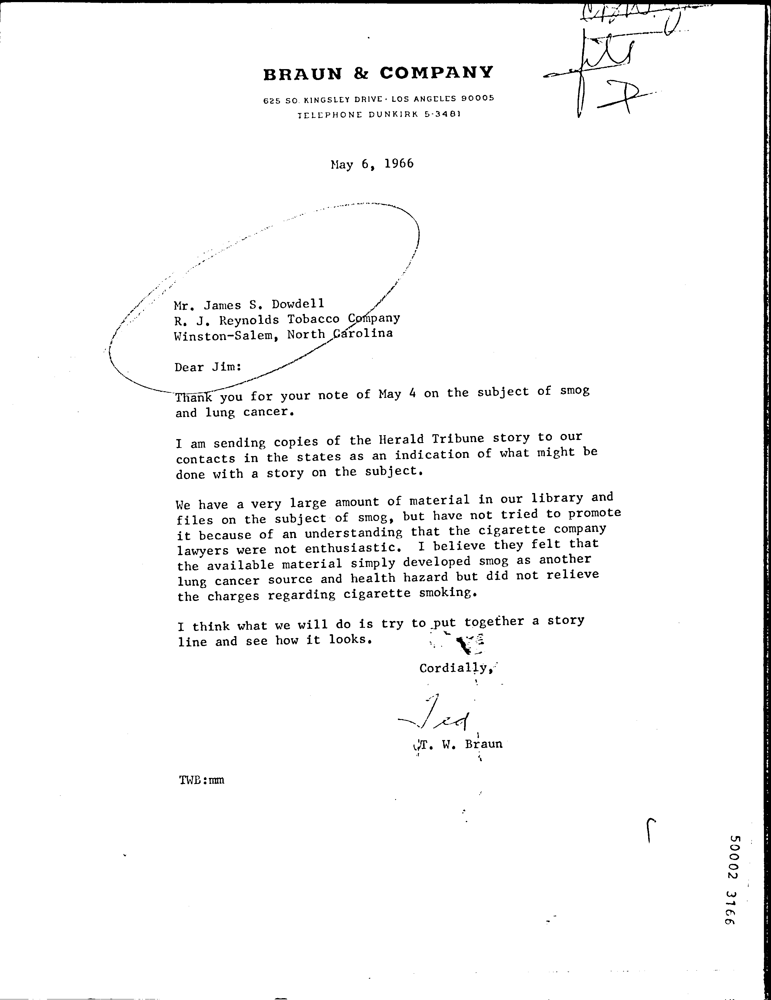 BRAUN & COMPANY
625 SO. KINGSLEY DRIVE · LOS ANGELES 90005
TELEPHONE DUNKIRK 5-3481
May 6, 1966
Mr. James S. Dowdell
R. J. Reynolds Tobacco Company
Winston-Salem, North Carolina
Dear Jim:
Thank you for your note of May 4 on the subject of smog
and lung cancer.
I am sending copies of the Herald Tribune story to our
contacts in the states as an indication of what might be
done with a story on the subject.
We have a very large amount of material in our library and
files on the subject of smog, but have not tried to promote
it because of an understanding that the cigarette company
lawyers were not enthusiastic. I believe they felt that
the available material simply developed smog as another
lung cancer source and health hazard but did not relieve
the charges regarding cigarette smoking.
I think what we will do is try to put together a story
line and see how it looks.
Cordially,
Ted
T. W. Braun
TWB:mm
50002 3166